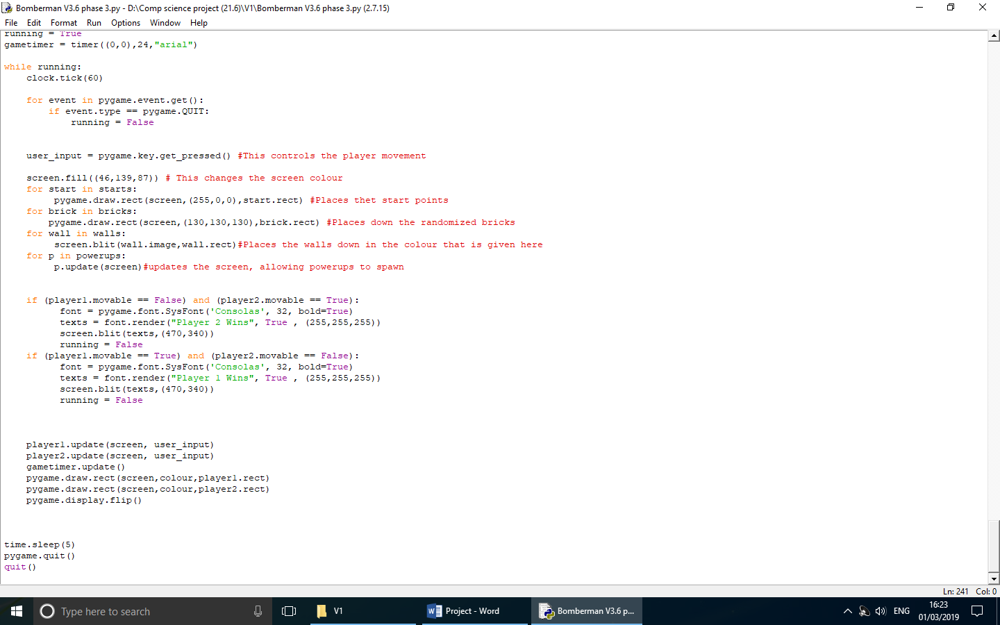 Bomberman V3.6 phase 3.py - D:\Comp science project (21.6)\V1\Bomberman V3.6 phase 3.py (2.7.15)
File Edit Format Run Options Window Help
running = True
gametimer = timer((0,0),24,"arial")
while running:
    clock.tick(60)
    for event in pygame.event.get():
        if event.type == pygame.QUIT:
            running = False
    user_input = pygame.key.get_pressed() #This controls the player movement
    screen.fill((46,139,87)) # This changes the screen colour
    for start in starts:
         pygame.draw.rect(screen,(255,0,0),start.rect) #Places thet start points
    for brick in bricks:
        pygame.draw.rect(screen,(130,130,130),brick.rect) #Places down the randomized bricks
    for wall in walls:
         screen.blit(wall.image,wall.rect)#Places the walls down in the colour that is given here
    for p in powerups:
         p.update(screen)#updates the screen, allowing powerups to spawn
    if (player1.movable == False) and (player2.movable == True):
          font = pygame.font.SysFont('Consolas', 32, bold=True)
          texts = font.render("Player 2 Wins", True , (255,255,255))
          screen.blit(texts,(470,340))
          running = False
    if (player1.movable == True) and (player2.movable == False):
          font = pygame.font.SysFont('Consolas', 32, bold=True)
          texts = font.render("Player 1 Wins", True , (255,255,255))
          screen.blit(texts,(470,340))
          running = False
    player1.update(screen, user_input)
    player2.update(screen, user_input)
    gametimer.update()
    pygame.draw.rect(screen,colour,player1.rect)
    pygame.draw.rect(screen,colour,player2.rect)
    pygame.display.flip()
time.sleep(5)
pygame.quit()
quit()
Ln: 241 Col: 0
Type here to search
V1
Project - Word
Bomberman V3.6 p...
ENG
16:23
01/03/2019